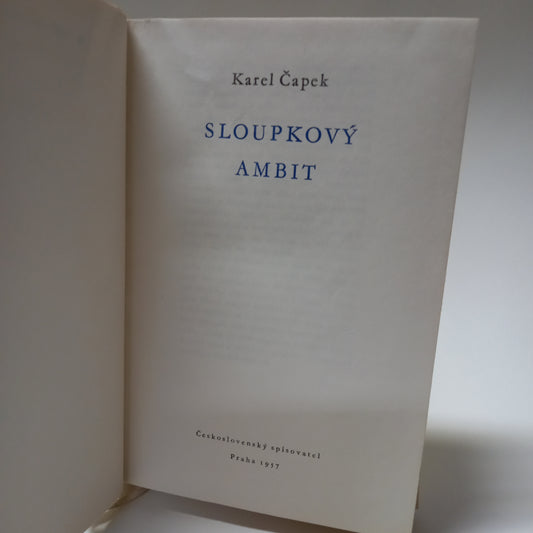 Karel Čapek
SLOUPKOVÝ
AMBIT
Československý spisovatel
Praha 1957